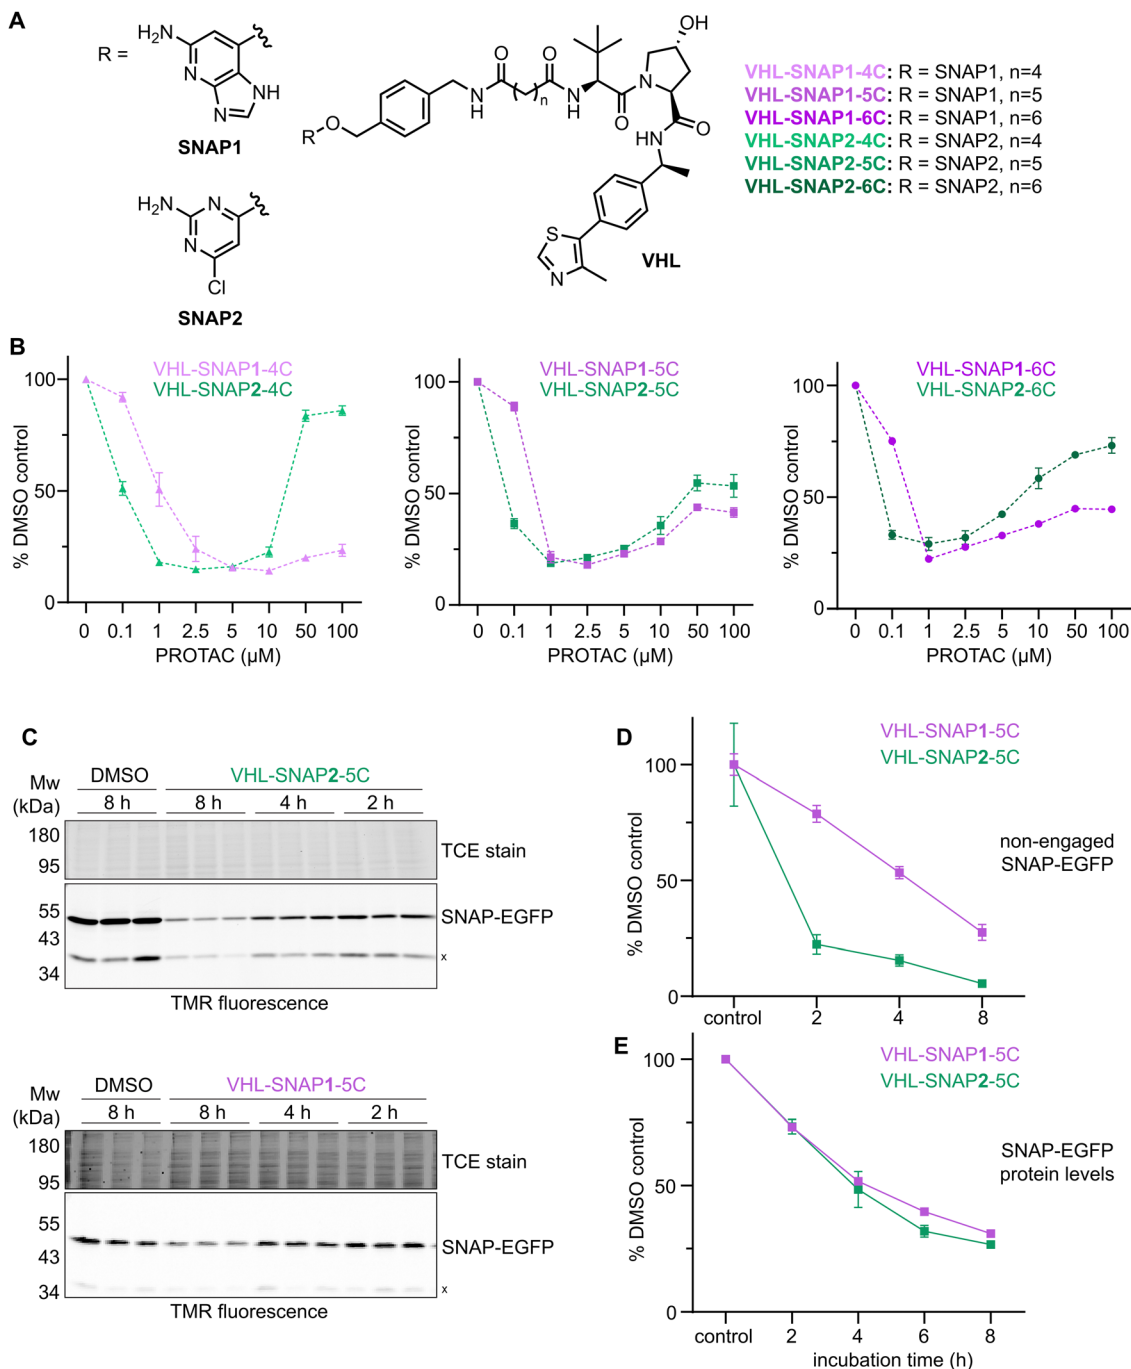 A
R =
H₂N
N
N
NH
SNAP1
H₂N
N
N
Cl
SNAP2
R
O
N
H
O
O
n
N
H
O
N
OH
O
HN
S
N
VHL
VHL-SNAP1-4C: R = SNAP1, n=4
VHL-SNAP1-5C: R = SNAP1, n=5
VHL-SNAP1-6C: R = SNAP1, n=6
VHL-SNAP2-4C: R = SNAP2, n=4
VHL-SNAP2-5C: R = SNAP2, n=5
VHL-SNAP2-6C: R = SNAP2, n=6
B
VHL-SNAP1-4C
VHL-SNAP2-4C
% DMSO control
100
50
0
0 0.1 1 2.5 5 10 50 100
PROTAC (µM)
VHL-SNAP1-5C
VHL-SNAP2-5C
% DMSO control
100
50
0
0 0.1 1 2.5 5 10 50 100
PROTAC (µM)
VHL-SNAP1-6C
VHL-SNAP2-6C
% DMSO control
100
50
0
0 0.1 1 2.5 5 10 50 100
PROTAC (µM)
C
Mw
(kDa)
DMSO VHL-SNAP2-5C
8 h 8 h 4 h 2 h
180
95
TCE stain
55
43
34
SNAP-EGFP
x
TMR fluorescence
Mw
(kDa)
DMSO VHL-SNAP1-5C
8 h 8 h 4 h 2 h
180
95
TCE stain
55
43
34
SNAP-EGFP
x
TMR fluorescence
D
VHL-SNAP1-5C
VHL-SNAP2-5C
non-engaged
SNAP-EGFP
% DMSO control
100
50
0
control 2 4 8
E
VHL-SNAP1-5C
VHL-SNAP2-5C
SNAP-EGFP
protein levels
% DMSO control
100
50
0
control 2 4 6 8
incubation time (h)